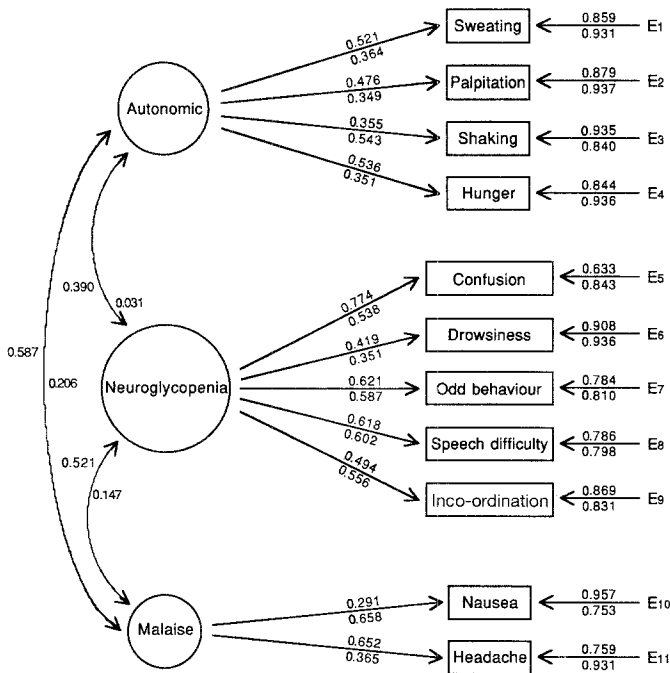 Autonomic
0.521
0.364
Sweating
0.859
0.931
E1
0.476
0.349
Palpitation
0.879
0.937
E2
0.355
0.543
Shaking
0.935
0.840
E3
0.536
0.351
Hunger
0.844
0.936
E4
0.390
0.031
0.587
0.206
Neuroglycopenia
0.774
0.538
Confusion
0.633
0.843
E5
0.419
0.351
Drowsiness
0.908
0.936
E6
0.621
0.587
Odd behaviour
0.784
0.810
E7
0.618
0.602
Speech difficulty
0.786
0.798
E8
0.494
0.556
Inco-ordination
0.869
0.831
E9
0.521
0.147
Malaise
0.291
0.658
Nausea
0.957
0.753
E10
0.652
0.365
Headache
0.759
0.931
E11